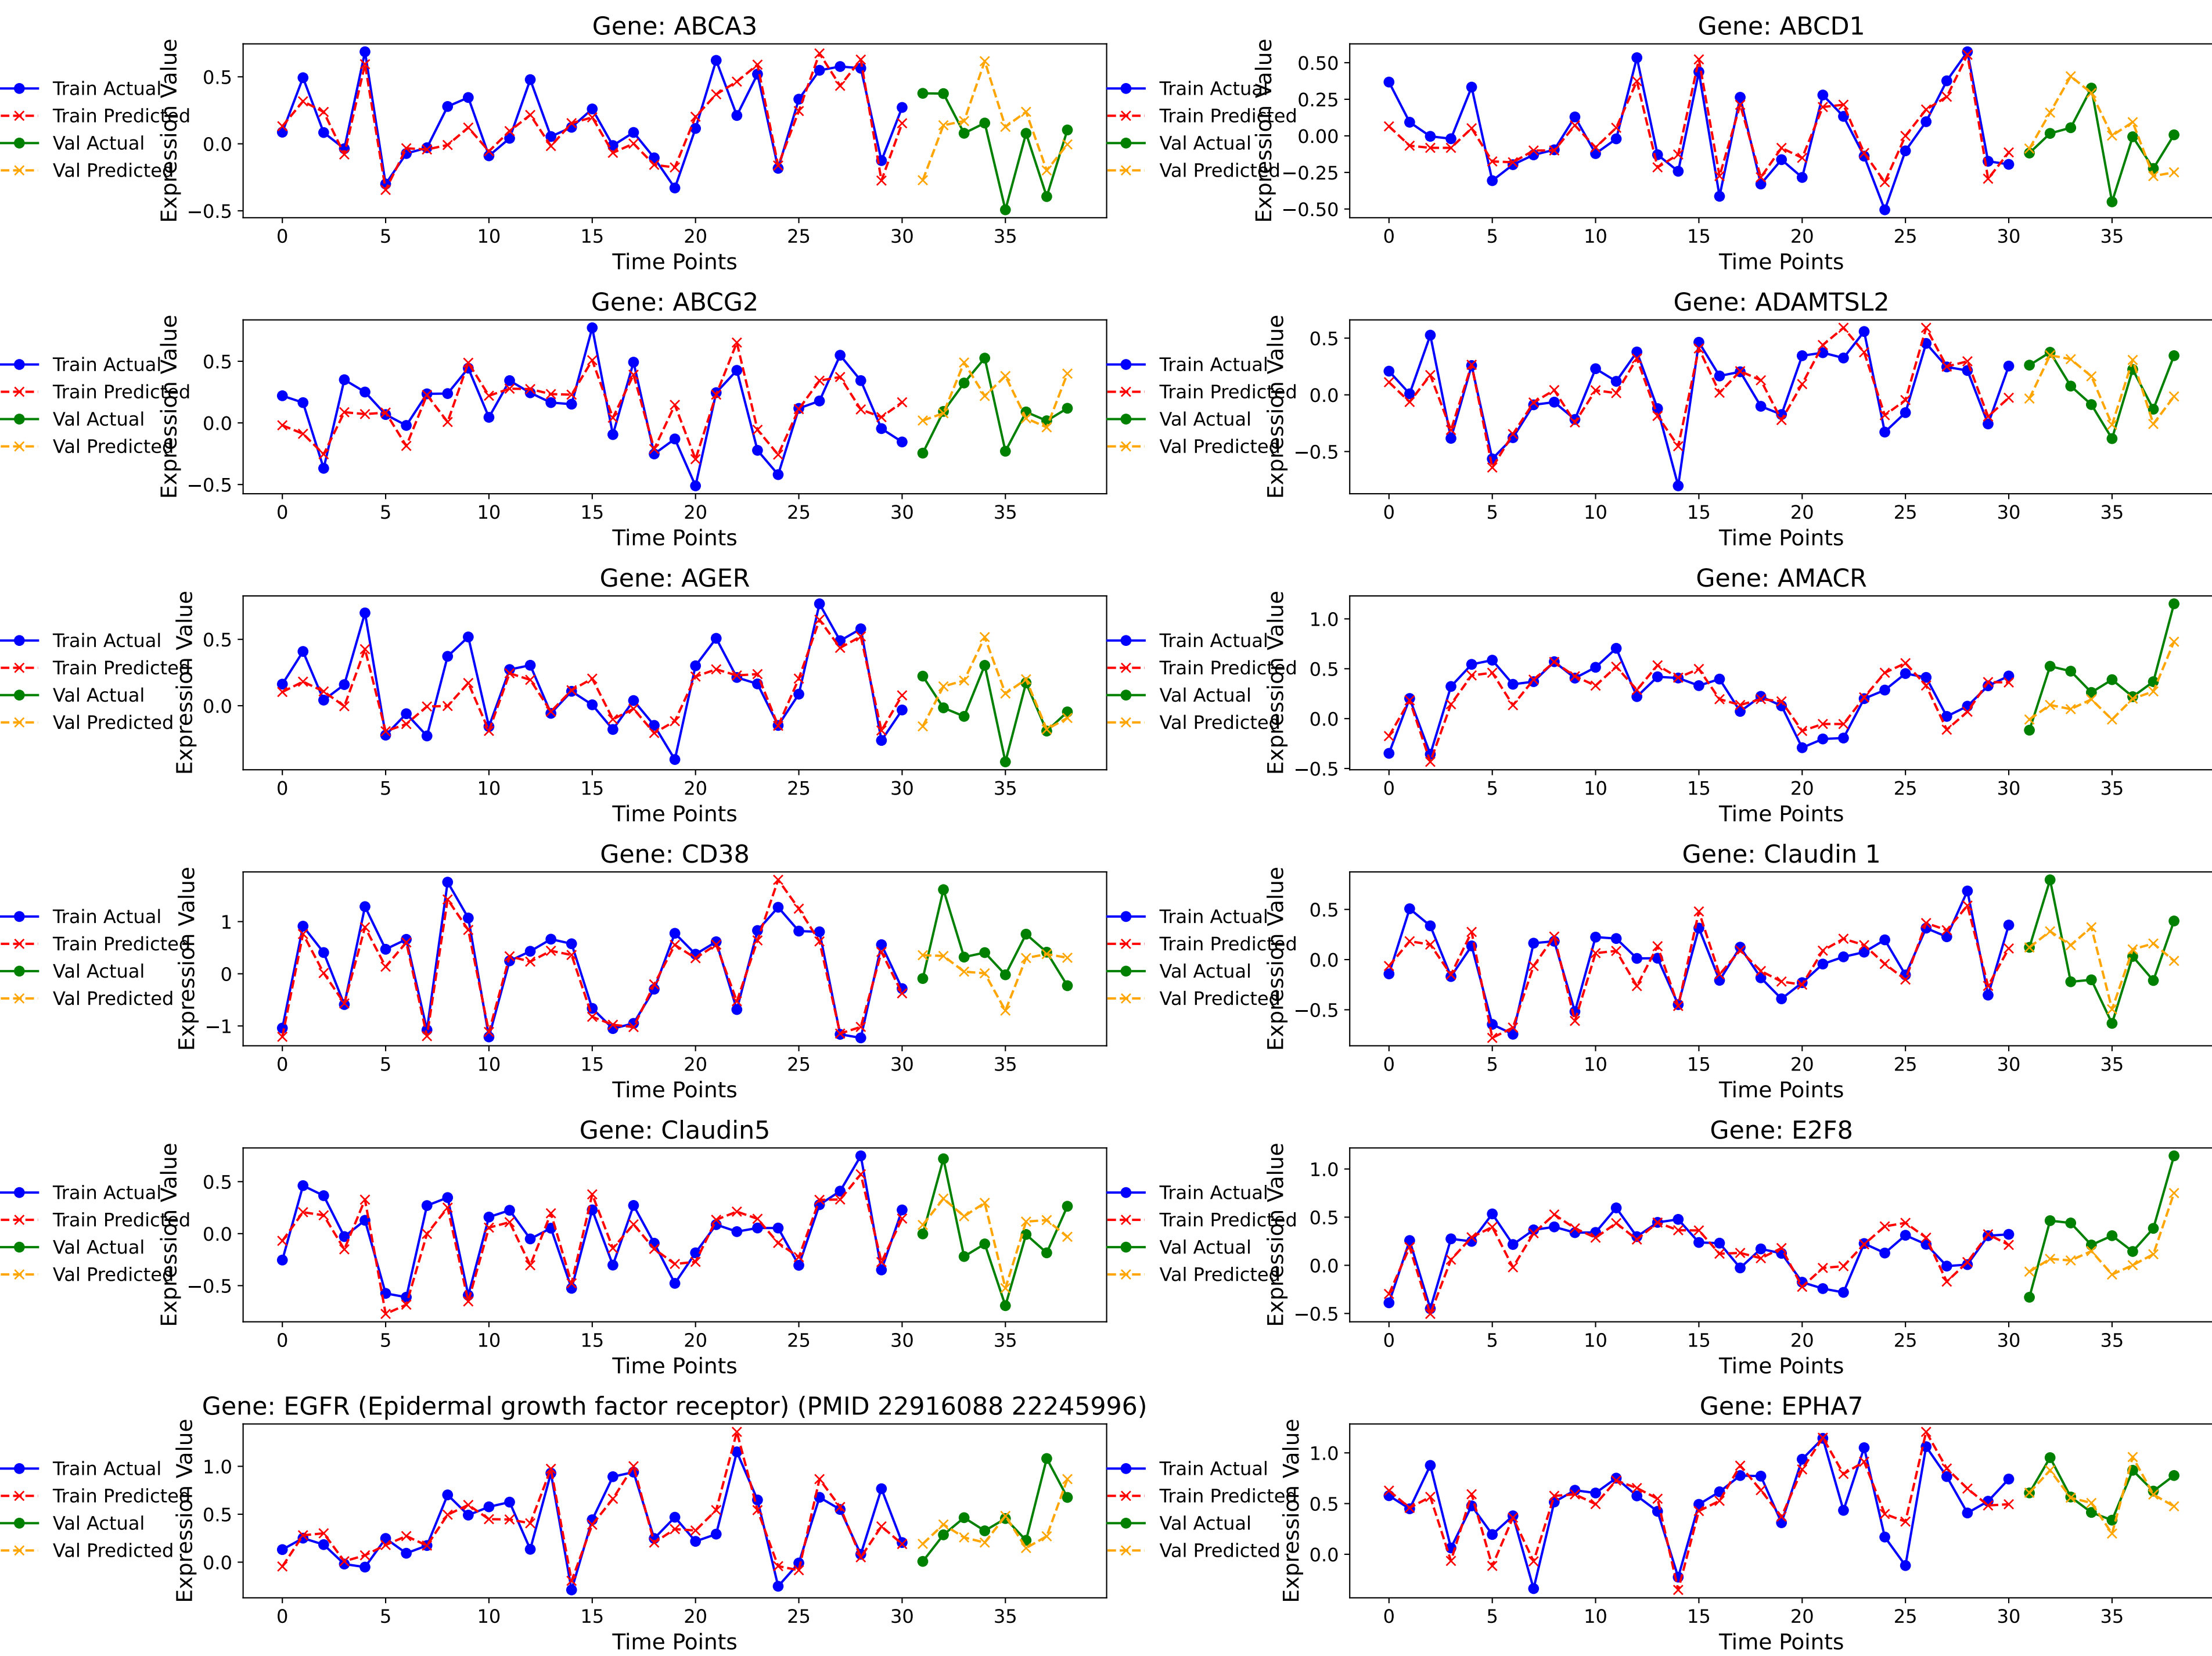 Gene: ABCA3
Train Actual
Train Predicted
Val Actual
Val Predicted
Expression Value
0.5
0.0
−0.5
0 5 10 15 20 25 30 35
Time Points
Gene: ABCD1
Train Actual
Train Predicted
Val Actual
Val Predicted
Expression Value
0.50
0.25
0.00
−0.25
−0.50
0 5 10 15 20 25 30 35
Time Points
Gene: ABCG2
Train Actual
Train Predicted
Val Actual
Val Predicted
Expression Value
0.5
0.0
−0.5
0 5 10 15 20 25 30 35
Time Points
Gene: ADAMTSL2
Train Actual
Train Predicted
Val Actual
Val Predicted
Expression Value
0.5
0.0
−0.5
0 5 10 15 20 25 30 35
Time Points
Gene: AGER
Train Actual
Train Predicted
Val Actual
Val Predicted
Expression Value
0.5
0.0
0 5 10 15 20 25 30 35
Time Points
Gene: AMACR
Train Actual
Train Predicted
Val Actual
Val Predicted
Expression Value
1.0
0.5
0.0
−0.5
0 5 10 15 20 25 30 35
Time Points
Gene: CD38
Train Actual
Train Predicted
Val Actual
Val Predicted
Expression Value
1
0
−1
0 5 10 15 20 25 30 35
Time Points
Gene: Claudin 1
Train Actual
Train Predicted
Val Actual
Val Predicted
Expression Value
0.5
0.0
−0.5
0 5 10 15 20 25 30 35
Time Points
Gene: Claudin5
Train Actual
Train Predicted
Val Actual
Val Predicted
Expression Value
0.5
0.0
−0.5
0 5 10 15 20 25 30 35
Time Points
Gene: E2F8
Train Actual
Train Predicted
Val Actual
Val Predicted
Expression Value
1.0
0.5
0.0
−0.5
0 5 10 15 20 25 30 35
Time Points
Gene: EGFR (Epidermal growth factor receptor) (PMID 22916088 22245996)
Train Actual
Train Predicted
Val Actual
Val Predicted
Expression Value
1.0
0.5
0.0
0 5 10 15 20 25 30 35
Time Points
Gene: EPHA7
Train Actual
Train Predicted
Val Actual
Val Predicted
Expression Value
1.0
0.5
0.0
0 5 10 15 20 25 30 35
Time Points